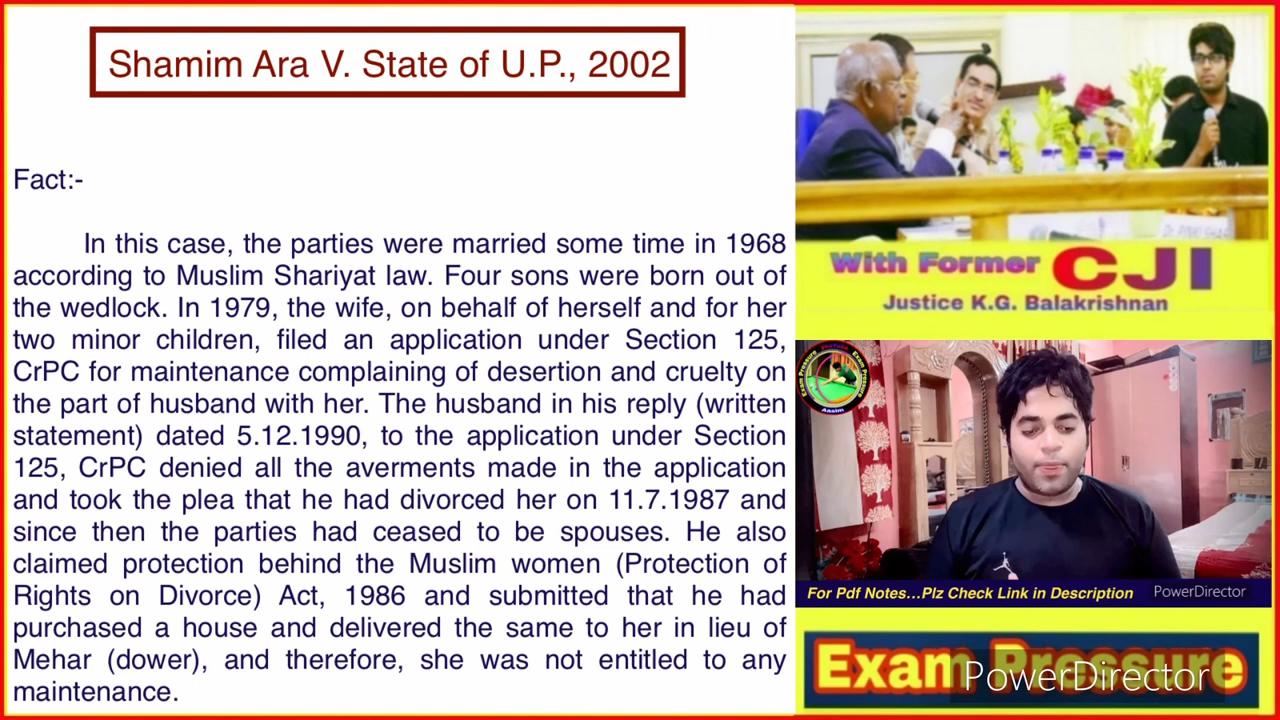 Shamim Ara V. State of U.P., 2002
Fact:-
In this case, the parties were married some time in 1968
according to Muslim Shariyat law. Four sons were born out of
the wedlock. In 1979, the wife, on behalf of herself and for her
two minor children, filed an application under Section 125,
CrPC for maintenance complaining of desertion and cruelty on
the part of husband with her. The husband in his reply (written
statement) dated 5.12.1990, to the application under Section
125, CrPC denied all the averments made in the application
and took the plea that he had divorced her on 11.7.1987 and
since then the parties had ceased to be spouses. He also
claimed protection behind the Muslim women (Protection of
Rights on Divorce) Act, 1986 and submitted that he had
purchased a house and delivered the same to her in lieu of
Mehar (dower), and therefore, she was not entitled to any
maintenance.
With Former CJI
Justice K.G. Balakrishnan
Exam Pressure
Exam Pressure
Aasim
For Pdf Notes...Plz Check Link in Description
PowerDirector
Exam Pressure
PowerDirector